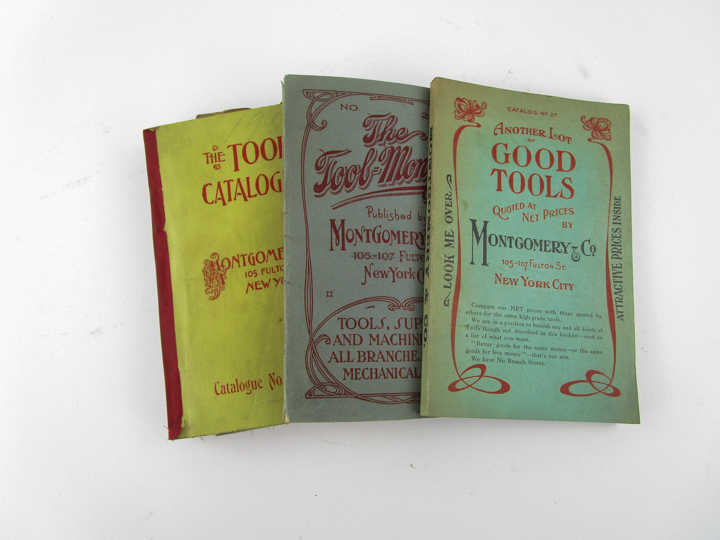 THE TOO
CATALOG
MONTGOMER
105 FULTO
NEW YO
Catalogue No
NO. 2
The
Tool=Mon
Published by
MONTGOMERY
105-107 FULTO
New York C
TOOLS, SUP
AND MACHIN
ALL BRANCHE
MECHANICAL
CATALOG No 27
ANOTHER LOT
OF
GOOD
TOOLS
QUOTED AT
NET PRICES
BY
MONTGOMERY & CO.
105-107 FULTON ST.
NEW YORK CITY
LOOK ME OVER
ATTRACTIVE PRICES INSIDE
Compare our NET prices with those quoted by
others for the same high-grade tools.
We are in a position to furnish any and all kinds of
Tools though not described in this booklet—send us
a list of what you want.
"Better goods for the same money—or the same
goods for less money"—that's our aim.
We have No Branch Stores.